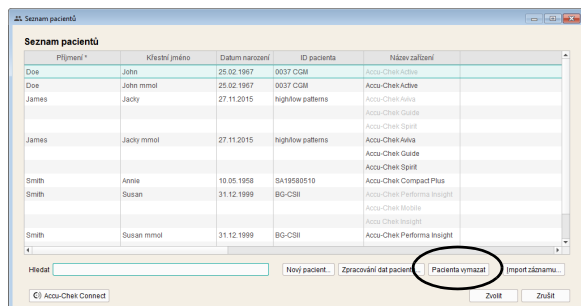 Seznam pacientů
Seznam pacientů
Příjmení * Křestní jméno Datum narození ID pacienta Název zařízení
Doe John 25.02.1967 0037 CGM Accu-Chek Active
Doe John mmol 25.02.1967 0037 CGM Accu-Chek Active
James Jacky 27.11.2015 high/low patterns Accu-Chek Aviva
Accu-Chek Guide
Accu-Chek Spirit
James Jacky mmol 27.11.2015 high/low patterns Accu-Chek Aviva
Accu-Chek Guide
Accu-Chek Spirit
Smith Annie 10.05.1958 SA19580510 Accu-Chek Compact Plus
Smith Susan 31.12.1999 BG-CSII Accu-Chek Performa Insight
Accu-Chek Mobile
Accu-Chek Insight
Smith Susan mmol 31.12.1999 BG-CSII Accu-Chek Performa Insight
Hledat Nový pacient... Zpracování dat pacient... Pacienta vymazat Import záznamu...
Accu-Chek Connect Zvolit Zrušit